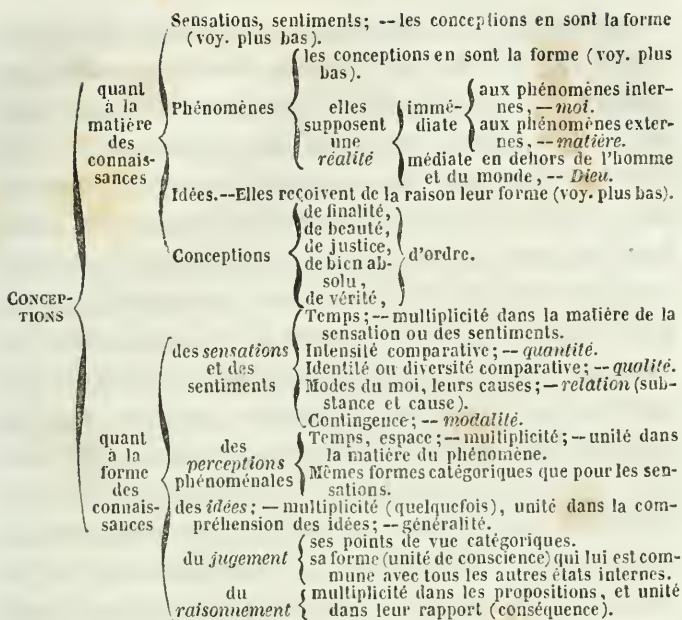 CONCEP-
TIONS
quant
à la
matière
des
connais-
sances
Sensations, sentiments; -- les conceptions en sont la forme
(voy. plus bas).
Phénomènes
les conceptions en sont la forme (voy. plus
bas).
elles
supposent
une
réalité
immé-
diate
aux phénomènes inter-
nes, — moi.
aux phénomènes exter-
nes, -- matière.
médiate en dehors de l'homme
et du monde, -- Dieu.
Idées.--Elles reçoivent de la raison leur forme (voy. plus bas).
Conceptions
de finalité,
de beauté,
de justice,
de bien ab-
solu,
de vérité,
d'ordre.
quant
à la
forme
des
connais-
sances
des sensations
et des
sentiments
Temps; -- multiplicité dans la matière de la
sensation ou des sentiments.
Intensité comparative; -- quantité.
Identité ou diversité comparative; -- qualité.
Modes du moi, leurs causes; — relation (sub-
stance et cause).
Contingence; -- modalité.
des
perceptions
phénoménales
Temps, espace; -- multiplicité; -- unité dans
la matière du phénomène.
Mêmes formes catégoriques que pour les sen-
sations.
des idées; — multiplicité (quelquefois), unité dans la com-
préhension des idées; -- généralité.
du jugement
ses points de vue catégoriques.
sa forme (unité de conscience) qui lui est com-
mune avec tous les autres états internes.
du
raisonnement
multiplicité dans les propositions, et unité
dans leur rapport (conséquence).